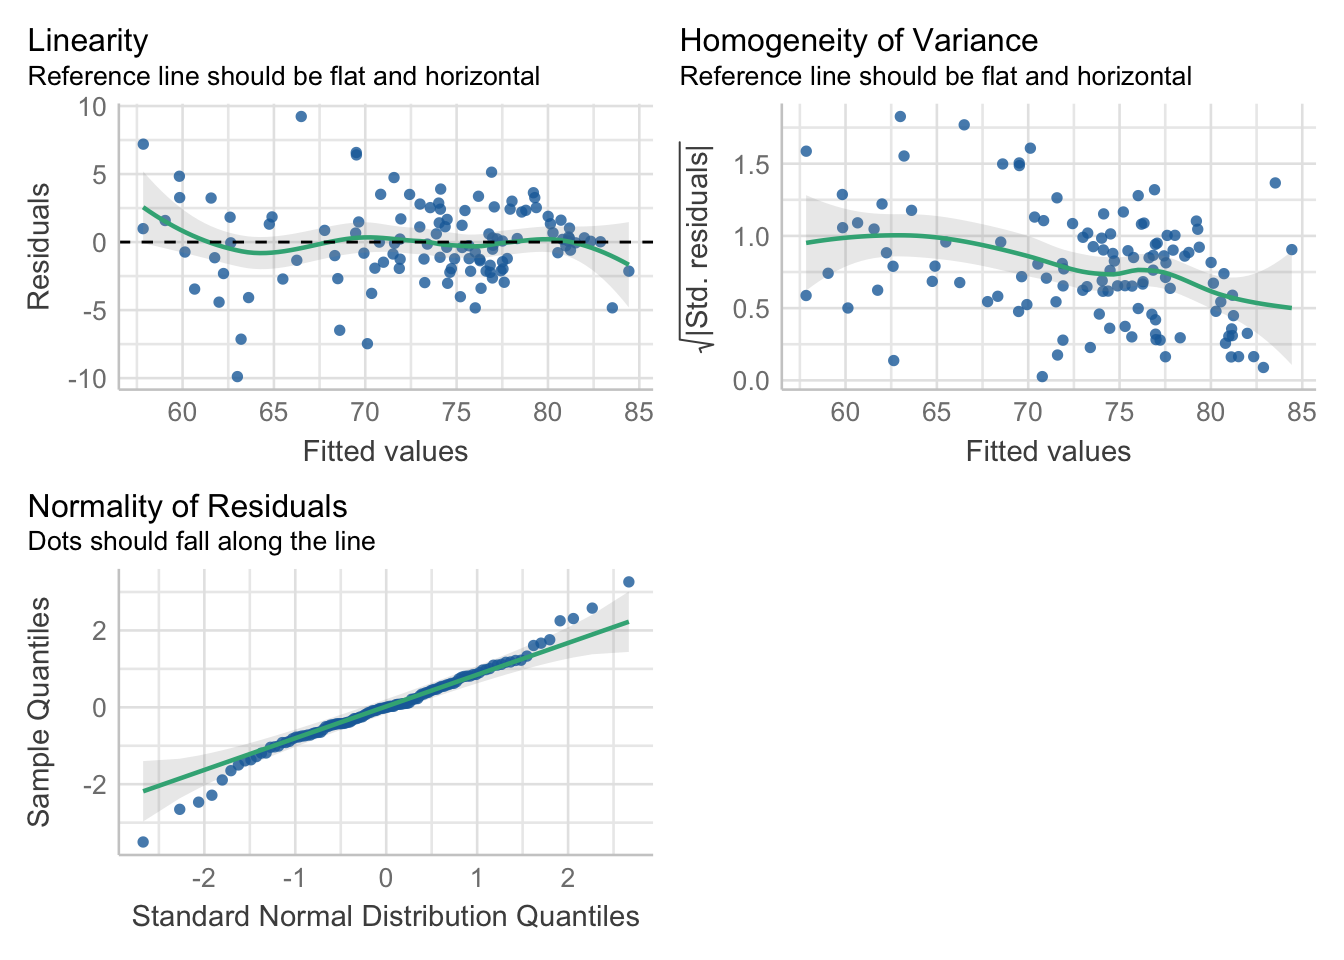 Linearity
Reference line should be flat and horizontal
10
5
0
-5
-10
Residuals
60 65 70 75 80 85
Fitted values
Homogeneity of Variance
Reference line should be flat and horizontal
1.5
1.0
0.5
0.0
√|Std. residuals|
60 65 70 75 80 85
Fitted values
Normality of Residuals
Dots should fall along the line
2
0
-2
Sample Quantiles
-2 -1 0 1 2
Standard Normal Distribution Quantiles